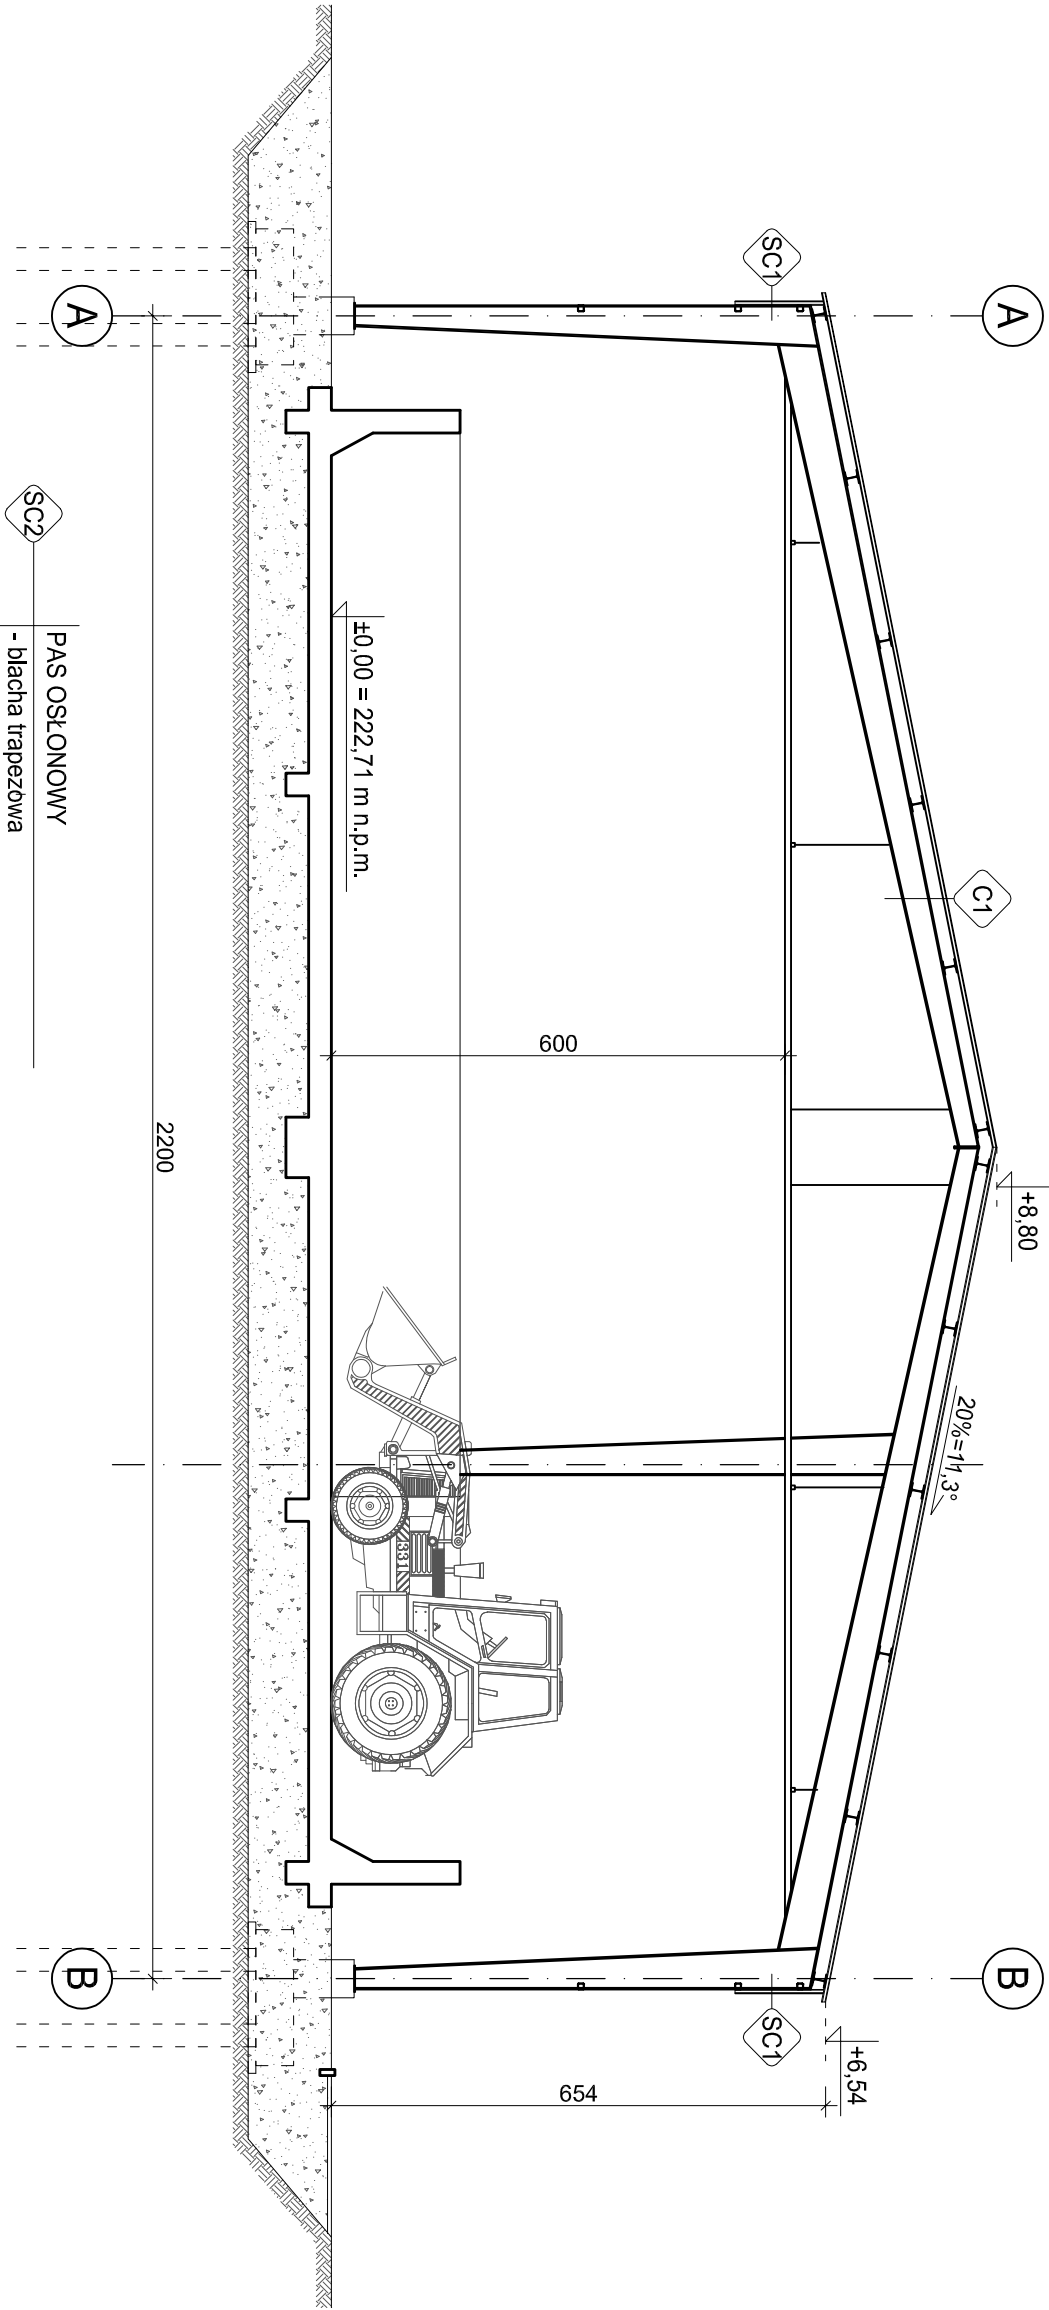 A
B
+8,80
20%=11,3°
C1
SC1
SC1
+6,54
600
654
±0,00 = 222,71 m n.p.m.
331
2200
A
B
SC2
PAS OSŁONOWY
- blacha trapezowa